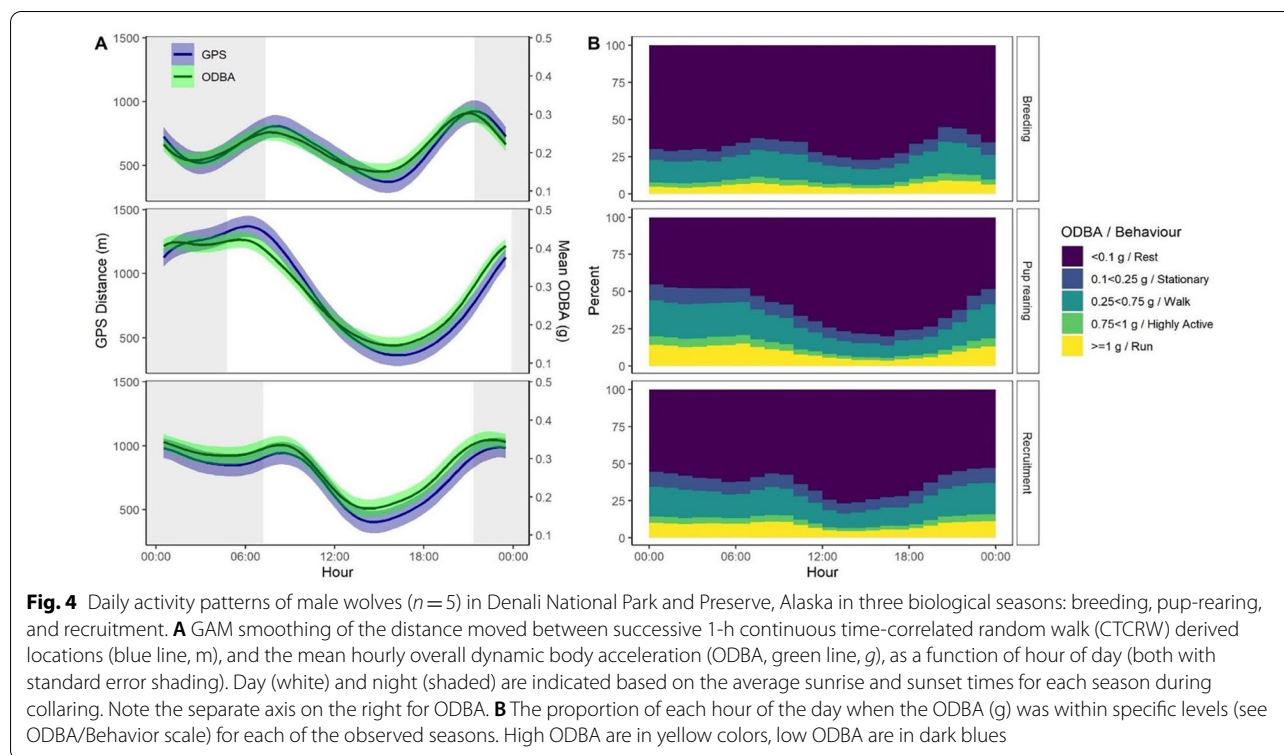 A
1500
1000
500
GPS
ODBA
0.5
0.4
0.3
0.2
0.1
1500
1000
500
0.5
0.4
0.3
0.2
0.1
1500
1000
500
0.5
0.4
0.3
0.2
0.1
GPS Distance (m)
Mean ODBA (g)
00:00 06:00 12:00 18:00 00:00
Hour
B
100
75
50
25
0
Breeding
100
75
50
25
0
Pup rearing
100
75
50
25
0
Recruitment
Percent
00:00 06:00 12:00 18:00 00:00
Hour
ODBA / Behaviour
<0.1 g / Rest
0.1<0.25 g / Stationary
0.25<0.75 g / Walk
0.75<1 g / Highly Active
>=1 g / Run
Fig. 4 Daily activity patterns of male wolves (n = 5) in Denali National Park and Preserve, Alaska in three biological seasons: breeding, pup-rearing,
and recruitment. A GAM smoothing of the distance moved between successive 1-h continuous time-correlated random walk (CTCRW) derived
locations (blue line, m), and the mean hourly overall dynamic body acceleration (ODBA, green line, g), as a function of hour of day (both with
standard error shading). Day (white) and night (shaded) are indicated based on the average sunrise and sunset times for each season during
collaring. Note the separate axis on the right for ODBA. B The proportion of each hour of the day when the ODBA (g) was within specific levels (see
ODBA/Behavior scale) for each of the observed seasons. High ODBA are in yellow colors, low ODBA are in dark blues